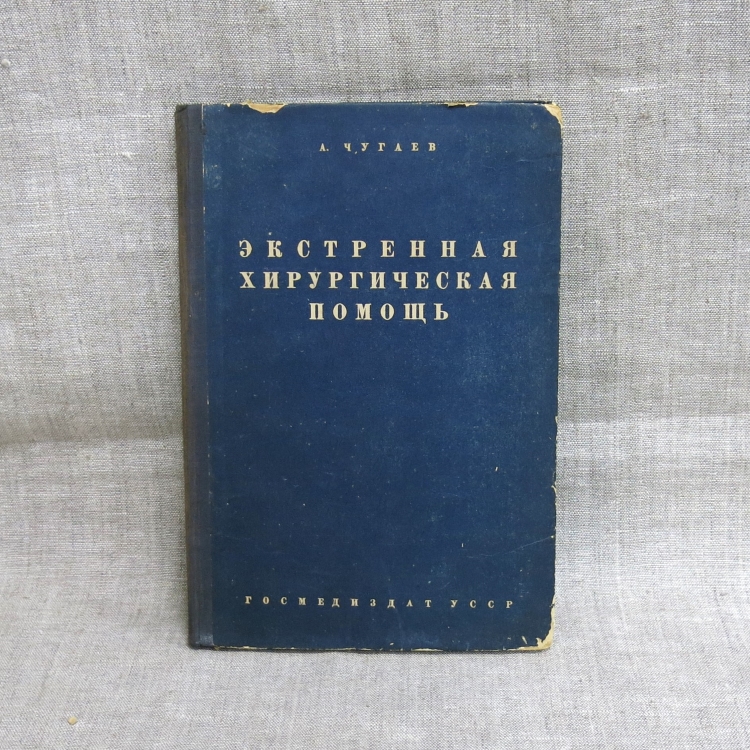 А. ЧУГАЕВ
ЭКСТРЕННАЯ
ХИРУРГИЧЕСКАЯ
ПОМОЩЬ
ГОСМЕДИЗДАТ УССР